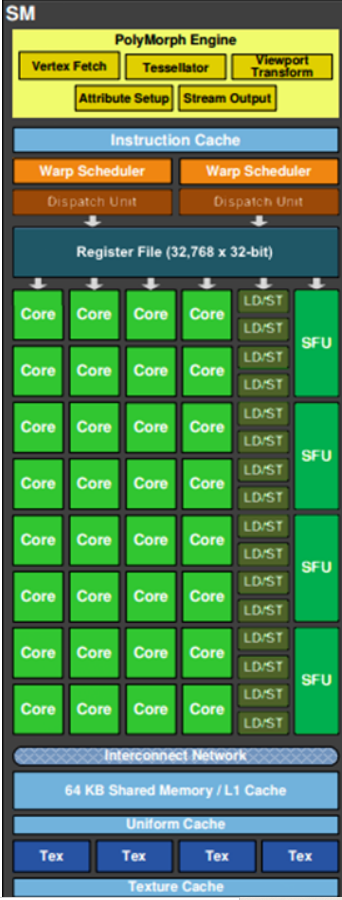 SM
PolyMorph Engine
Vertex Fetch Tessellator Viewport Transform
Attribute Setup Stream Output
Instruction Cache
Warp Scheduler Warp Scheduler
Dispatch Unit Dispatch Unit
Register File (32,768 x 32-bit)
Core Core Core Core LD/ST SFU
LD/ST
Core Core Core Core LD/ST
LD/ST
Core Core Core Core LD/ST SFU
LD/ST
Core Core Core Core LD/ST
LD/ST
Core Core Core Core LD/ST SFU
LD/ST
Core Core Core Core LD/ST
LD/ST
Core Core Core Core LD/ST SFU
LD/ST
Core Core Core Core LD/ST
LD/ST
Interconnect Network
64 KB Shared Memory / L1 Cache
Uniform Cache
Tex Tex Tex Tex
Texture Cache